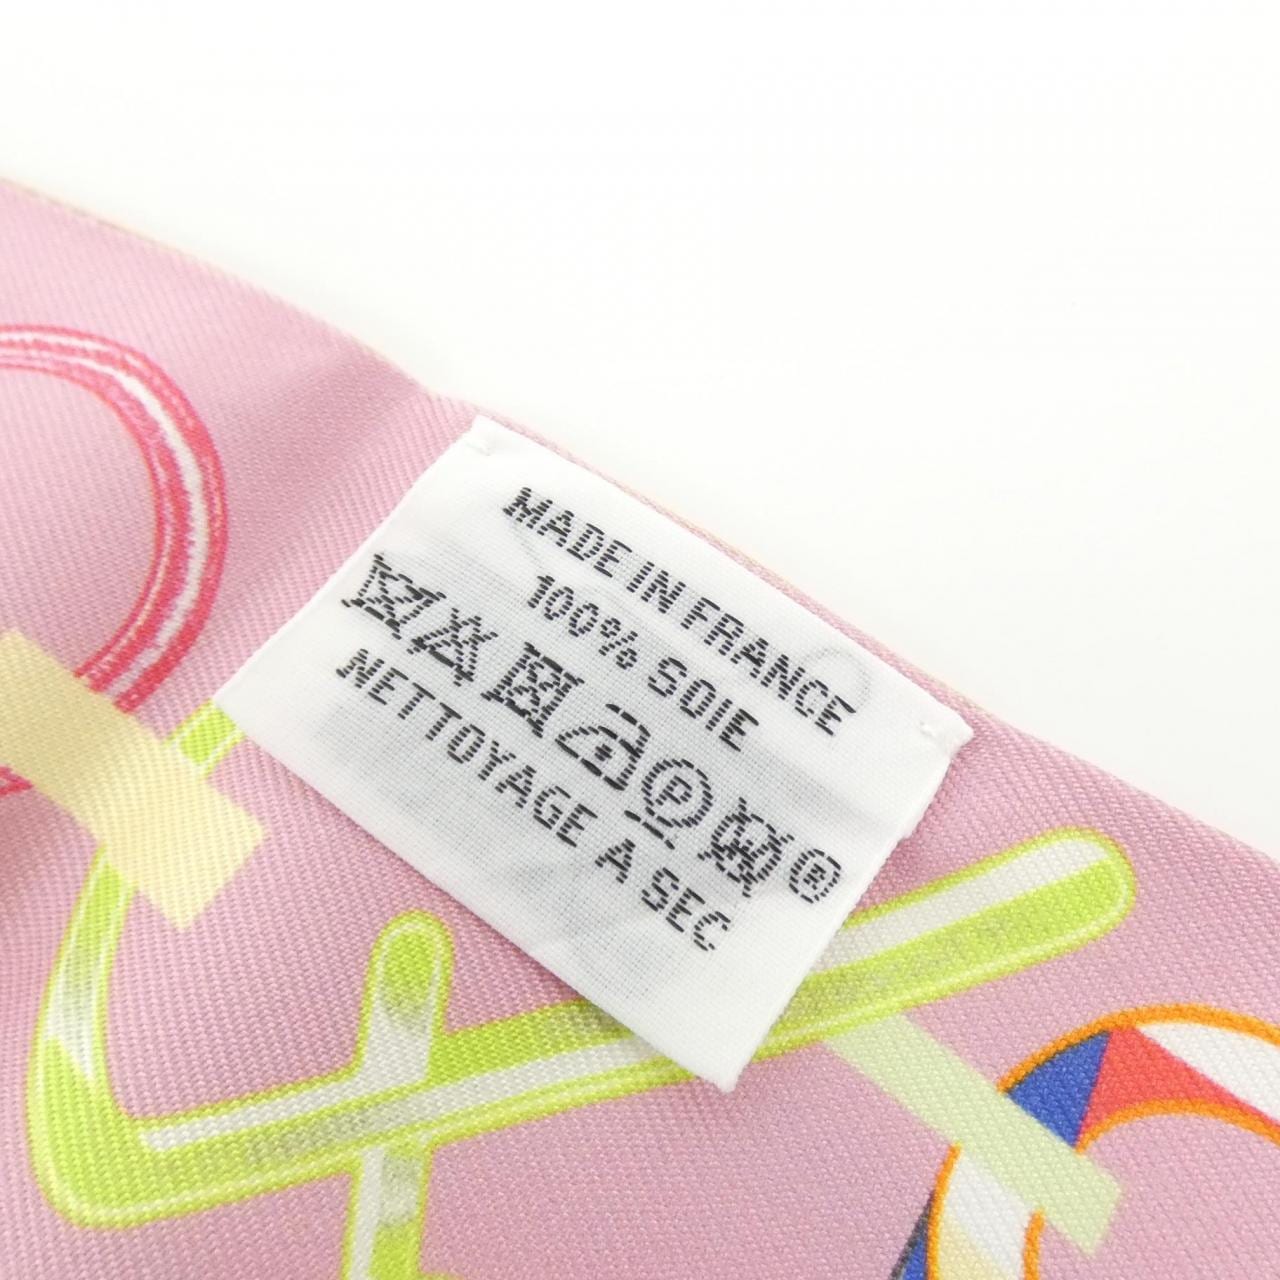 MADE IN FRANCE
100% SOIE
P W ®
NETTOYAGE A SEC